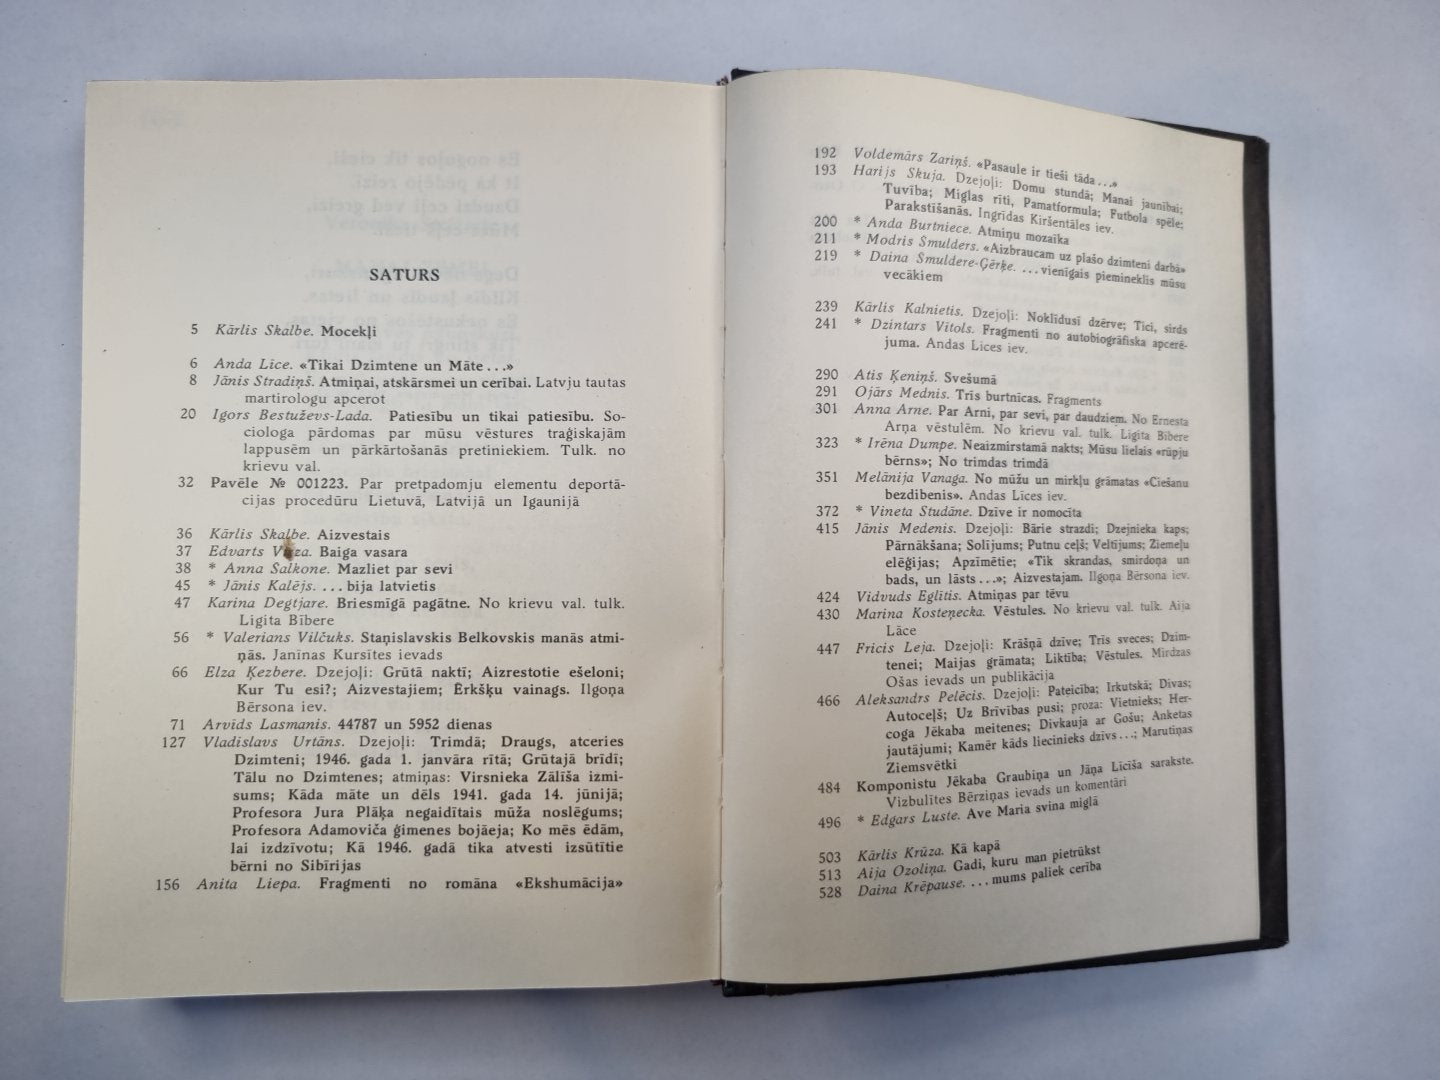 SATURS
5 Kārlis Skalbe. Mocekļi
6 Anda Līce. «Tikai Dzimtene un Māte...»
8 Jānis Stradiņš. Atmiņai, atskārsmei un cerībai. Latvju tautas
martirologu apcerot
20 Igors Bestuževs-Lada. Patiesību un tikai patiesību. So-
ciologa pārdomas par mūsu vēstures traģiskajām
lappusēm un pārkārtošanās pretiniekiem. Tulk. no
krievu val.
32 Pavēle № 001223. Par pretpadomju elementu deportā-
cijas procedūru Lietuvā, Latvijā un Igaunijā
36 Kārlis Skalbe. Aizvestais
37 Edvarts Virza. Baiga vasara
38 * Anna Salkone. Mazliet par sevi
45 * Jānis Kalējs. ...bija latvietis
47 Karina Degtjare. Briesmīgā pagātne. No krievu val. tulk.
Ligita Bībere
56 * Valerians Vilčuks. Staņislavskis Belkovskis manās atmi-
ņās. Janīnas Kursītes ievads
66 Elza Ķezbere. Dzejoļi: Grūtā naktī; Aizrestotie ešeloni;
Kur Tu esi?; Aizvestajiem; Ērkšķu vainags. Ilgoņa
Bērsona iev.
71 Arvīds Lasmanis. 44787 un 5952 dienas
127 Vladislavs Urtāns. Dzejoļi: Trimdā; Draugs, atceries
Dzimteni; 1946. gada 1. janvāra rītā; Grūtajā brīdī;
Tālu no Dzimtenes; atmiņas: Virsnieka Zālīša izmi-
sums; Kāda māte un dēls 1941. gada 14. jūnijā;
Profesora Jura Plāķa negaidītais mūža noslēgums;
Profesora Adamoviča ģimenes bojāeja; Ko mēs ēdām,
lai izdzīvotu; Kā 1946. gadā tika atvesti izsūtītie
bērni no Sibīrijas
156 Anita Liepa. Fragmenti no romāna «Ekshumācija»
192 Voldemārs Zariņš. «Pasaule ir tieši tāda...»
193 Harijs Skuja. Dzejoļi: Domu stundā; Manai jaunībai;
Tuvība; Miglas rīti, Pamatformula; Futbola spēle;
Parakstīšanās. Ingrīdas Kiršentāles iev.
200 * Anda Burtniece. Atmiņu mozaīka
211 * Modris Smulders. «Aizbraucam uz plašo dzimteni darbā»
219 * Daina Šmuldere-Ģērķe. ...vienīgais piemineklis mūsu
vecākiem
239 Kārlis Kalnietis. Dzejoļi: Noklīdusī dzērve; Tici, sirds
241 * Dzintars Vītols. Fragmenti no autobiogrāfiska apcerē-
juma. Andas Līces iev.
290 Atis Ķeniņš. Svešumā
291 Ojārs Mednis. Trīs burtnīcas. Fragments
301 Anna Arne. Par Arni, par sevi, par daudziem. No Ernesta
Arņa vēstulēm. No krievu val. tulk. Ligita Bībere
323 * Irēna Dumpe. Neaizmirstamā nakts; Mūsu lielais «rūpju
bērns»; No trimdas trimdā
351 Melānija Vanaga. No mūžu un mirkļu grāmatas «Ciešanu
bezdibenis». Andas Līces iev.
372 * Vineta Studāne. Dzīve ir nomocīta
415 Jānis Medenis. Dzejoļi: Bārie strazdi; Dzejnieka kaps;
Pārnākšana; Solījums; Putnu ceļš; Veltījums; Ziemeļu
elēģijas; Apzīmētie; «Tik skrandas, smirdoņa un
bads, un lāsts...»; Aizvestajam. Ilgoņa Bērsona iev.
424 Vidvuds Eglītis. Atmiņas par tēvu
430 Marina Kosteņecka. Vēstules. No krievu val. tulk. Aija
Lāce
447 Fricis Leja. Dzejoļi: Krāšņā dzīve; Trīs sveces; Dzim-
tenei; Maijas grāmata; Liktība; Vēstules. Mirdzas
Ošas ievads un publikācija
466 Aleksandrs Pelēcis. Dzejoļi: Pateicība; Irkutskā; Divas;
Autoceļš; Uz Brīvības pusi; proza: Vietnieks; Her-
coga Jēkaba meitenes; Divkauja ar Gošu; Anketas
jautājumi; Kamēr kāds liecinieks dzīvs...; Marutiņas
Ziemsvētki
484 Komponistu Jēkaba Graubiņa un Jāņa Līcīša sarakste.
Vizbulītes Bērziņas ievads un komentāri
496 * Edgars Luste. Ave Maria svina miglā
503 Kārlis Krūza. Kā kapā
513 Aija Ozoliņa. Gadi, kuru man pietrūkst
528 Daina Krēpause. ...mums paliek cerība